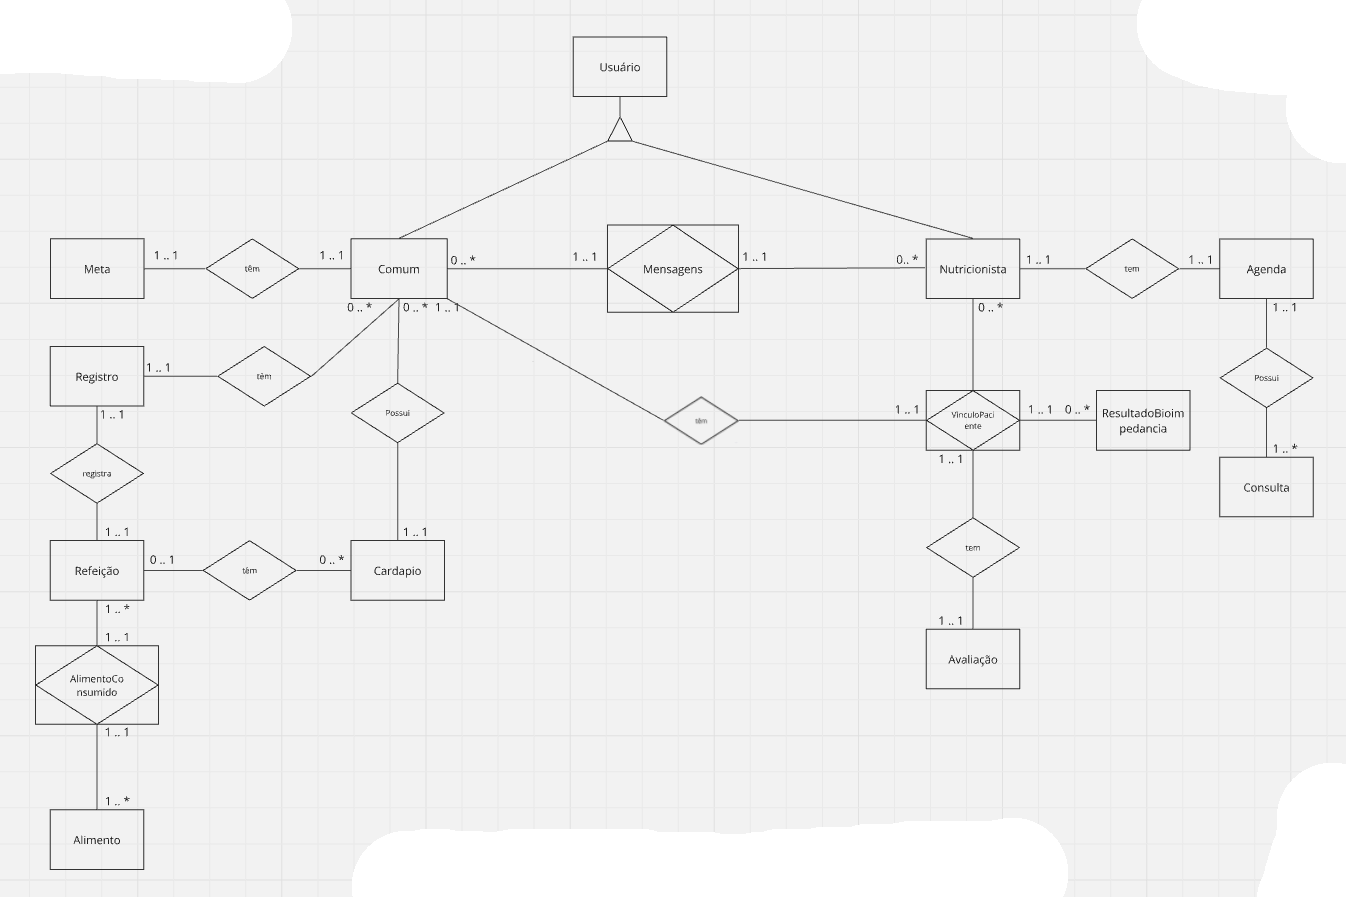 Usuário
1 .. 1
1 .. 1
0 .. *
1 .. 1
1 .. 1
0.. *
1 .. 1
1 .. 1
Meta
têm
Comum
Mensagens
Nutricionista
tem
Agenda
0 .. *
0 .. *
1 .. 1
0 .. *
1 .. 1
1 .. 1
Registro
têm
Possui
1 .. 1
Possui
têm
1 .. 1
VinculoPaci
ente
1 .. 1
0 .. *
ResultadoBioim
pedancia
registra
1 .. 1
1 .. *
Consulta
1 .. 1
1 .. 1
tem
0 .. 1
0 .. *
Refeição
têm
Cardapio
1 .. *
1 .. 1
1 .. 1
Avaliação
AlimentoCo
nsumido
1 .. 1
1 .. *
Alimento